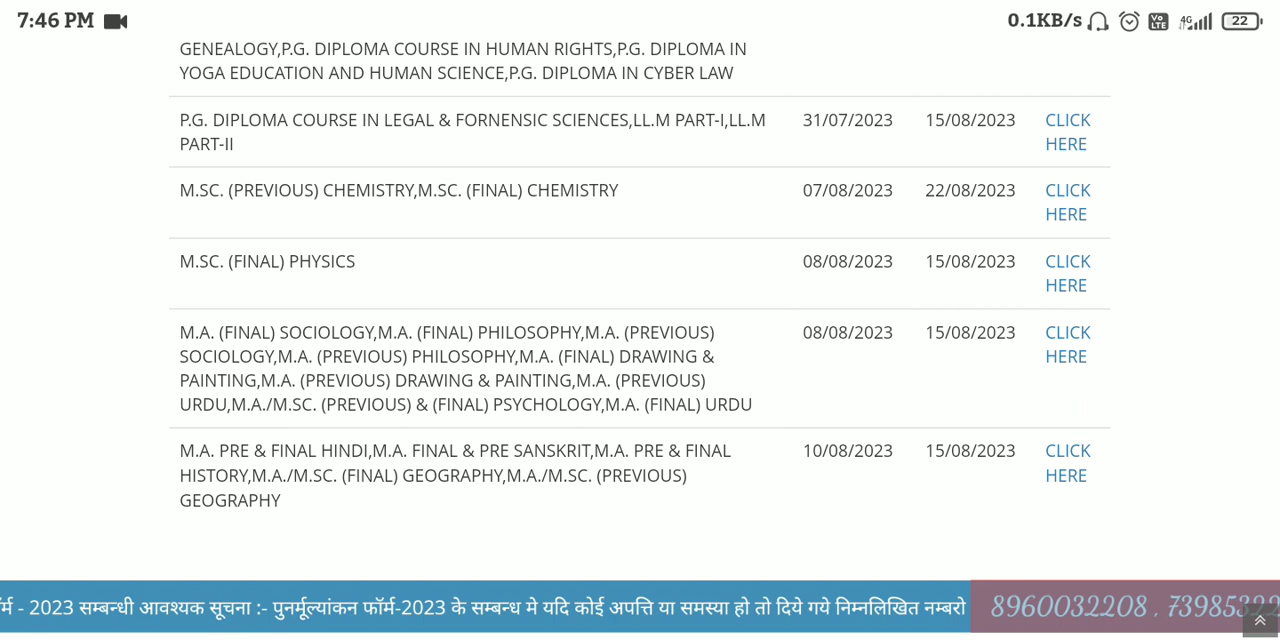 7:46 PM 0.1KB/s Vo LTE 4G 22
GENEALOGY,P.G. DIPLOMA COURSE IN HUMAN RIGHTS,P.G. DIPLOMA IN
YOGA EDUCATION AND HUMAN SCIENCE,P.G. DIPLOMA IN CYBER LAW
P.G. DIPLOMA COURSE IN LEGAL & FORNENSIC SCIENCES,LL.M PART-I,LL.M 31/07/2023 15/08/2023 CLICK
PART-II HERE
M.SC. (PREVIOUS) CHEMISTRY,M.SC. (FINAL) CHEMISTRY 07/08/2023 22/08/2023 CLICK
HERE
M.SC. (FINAL) PHYSICS 08/08/2023 15/08/2023 CLICK
HERE
M.A. (FINAL) SOCIOLOGY,M.A. (FINAL) PHILOSOPHY,M.A. (PREVIOUS) 08/08/2023 15/08/2023 CLICK
SOCIOLOGY,M.A. (PREVIOUS) PHILOSOPHY,M.A. (FINAL) DRAWING & HERE
PAINTING,M.A. (PREVIOUS) DRAWING & PAINTING,M.A. (PREVIOUS)
URDU,M.A./M.SC. (PREVIOUS) & (FINAL) PSYCHOLOGY,M.A. (FINAL) URDU
M.A. PRE & FINAL HINDI,M.A. FINAL & PRE SANSKRIT,M.A. PRE & FINAL 10/08/2023 15/08/2023 CLICK
HISTORY,M.A./M.SC. (FINAL) GEOGRAPHY,M.A./M.SC. (PREVIOUS) HERE
GEOGRAPHY
- 2023 सम्बन्धी आवश्यक सूचना :- पुनर्मूल्यांकन फॉर्म-2023 के सम्बन्ध मे यदि कोई अपत्ति या समस्या हो तो दिये गये निम्नलिखित नम्बरो 8960032208 ,